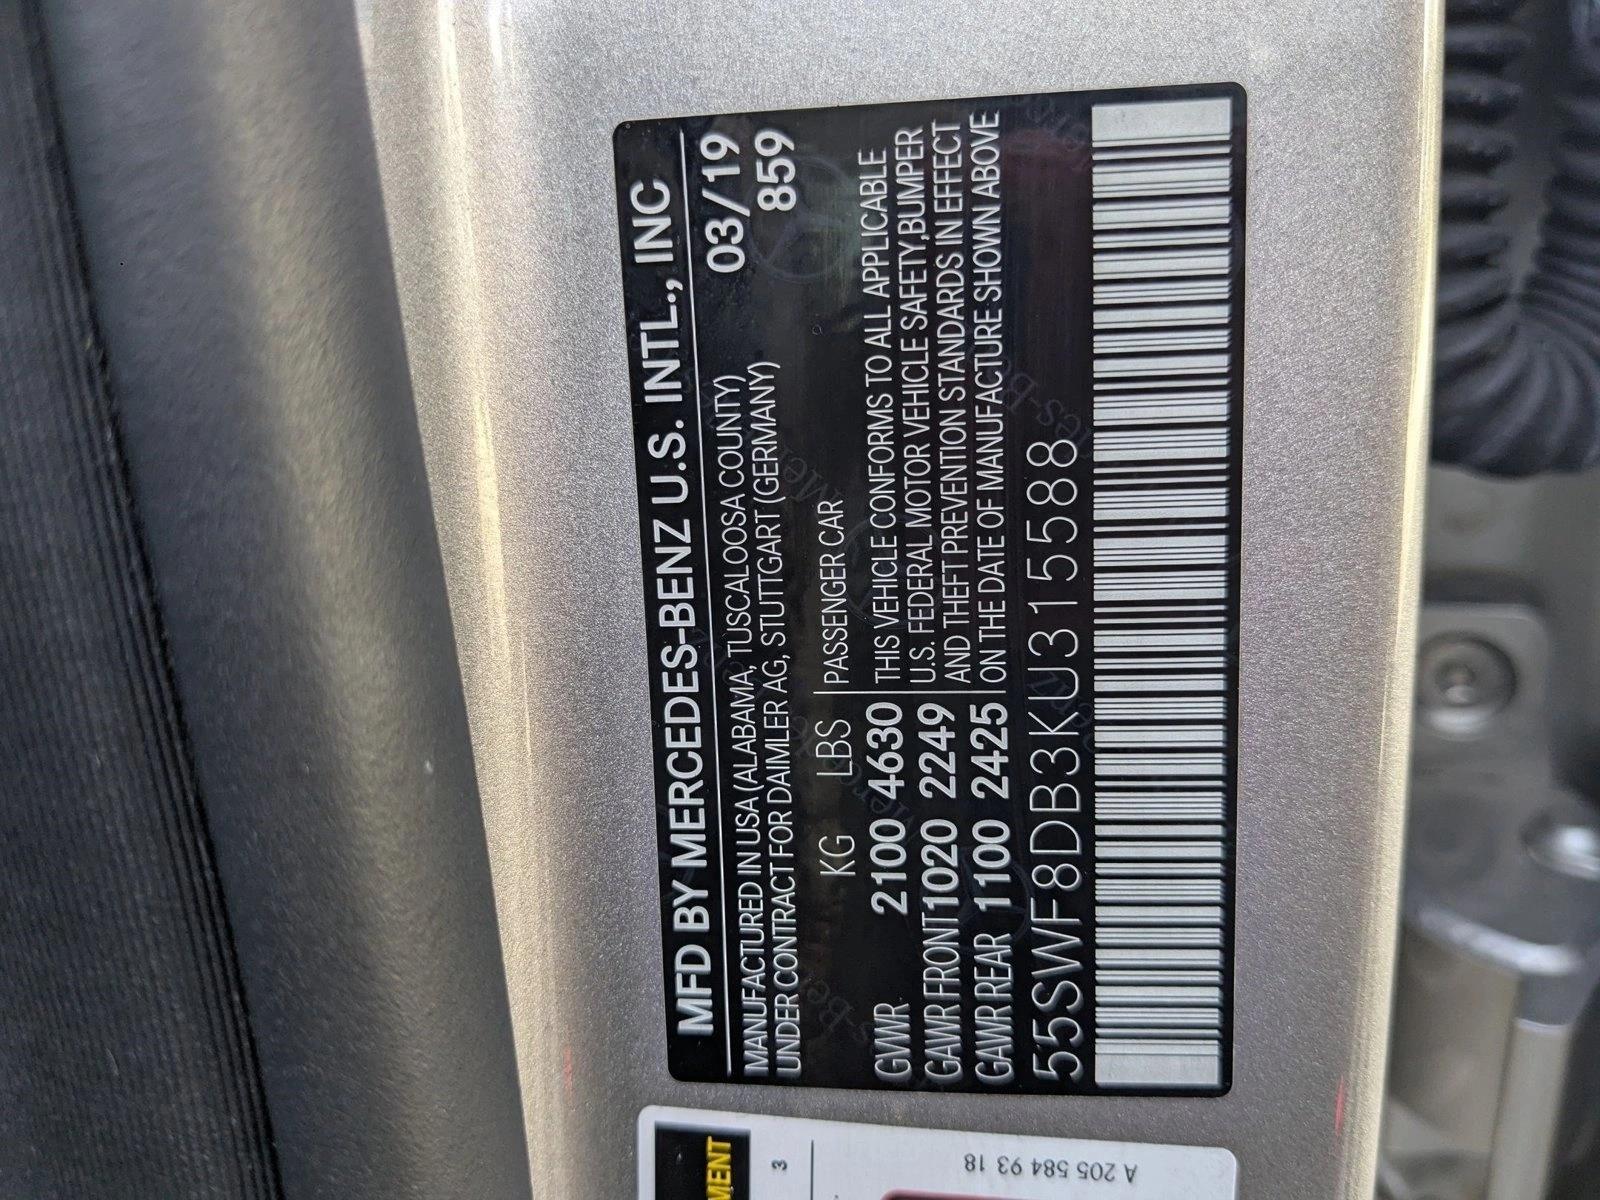 MFD BY MERCEDES-BENZ U.S. INTL., INC
03/19
859
MANUFACTURED IN USA (ALABAMA, TUSCALOOSA COUNTY)
UNDER CONTRACT FOR DAIMLER AG, STUTTGART (GERMANY)
KG LBS PASSENGER CAR
GVWR 2100 4630 THIS VEHICLE CONFORMS TO ALL APPLICABLE
GAWR FRONT 1020 2249 U.S. FEDERAL MOTOR VEHICLE SAFETY,BUMPER
AND THEFT PREVENTION STANDARDS IN EFFECT
GAWR REAR 1100 2425 ON THE DATE OF MANUFACTURE SHOWN ABOVE
55SWF8DB3KU315588
MENT
3
A 205 584 93 18